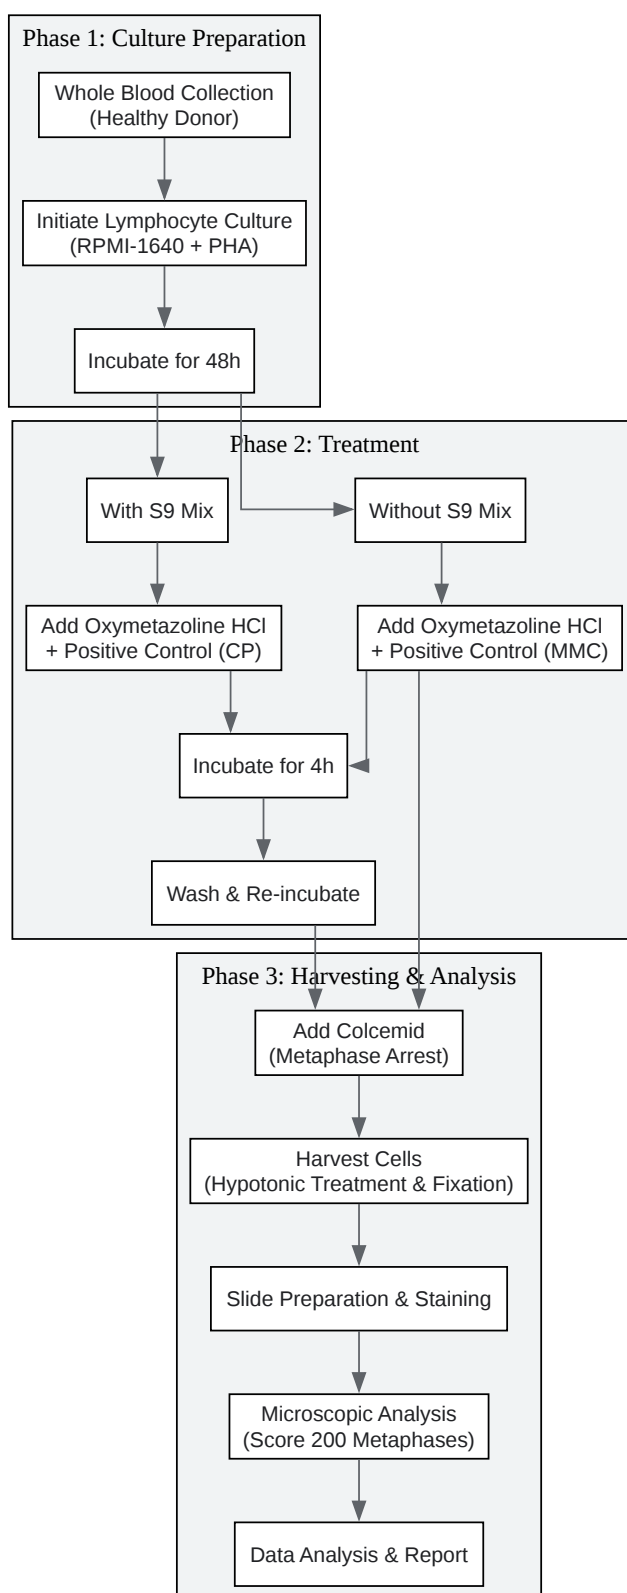 Phase 1: Culture Preparation
Whole Blood Collection
(Healthy Donor)
Initiate Lymphocyte Culture
(RPMI-1640 + PHA)
Incubate for 48h
Phase 2: Treatment
With S9 Mix
Without S9 Mix
Add Oxymetazoline HCl
+ Positive Control (CP)
Add Oxymetazoline HCl
+ Positive Control (MMC)
Incubate for 4h
Wash & Re-incubate
Phase 3: Harvesting & Analysis
Add Colcemid
(Metaphase Arrest)
Harvest Cells
(Hypotonic Treatment & Fixation)
Slide Preparation & Staining
Microscopic Analysis
(Score 200 Metaphases)
Data Analysis & Report